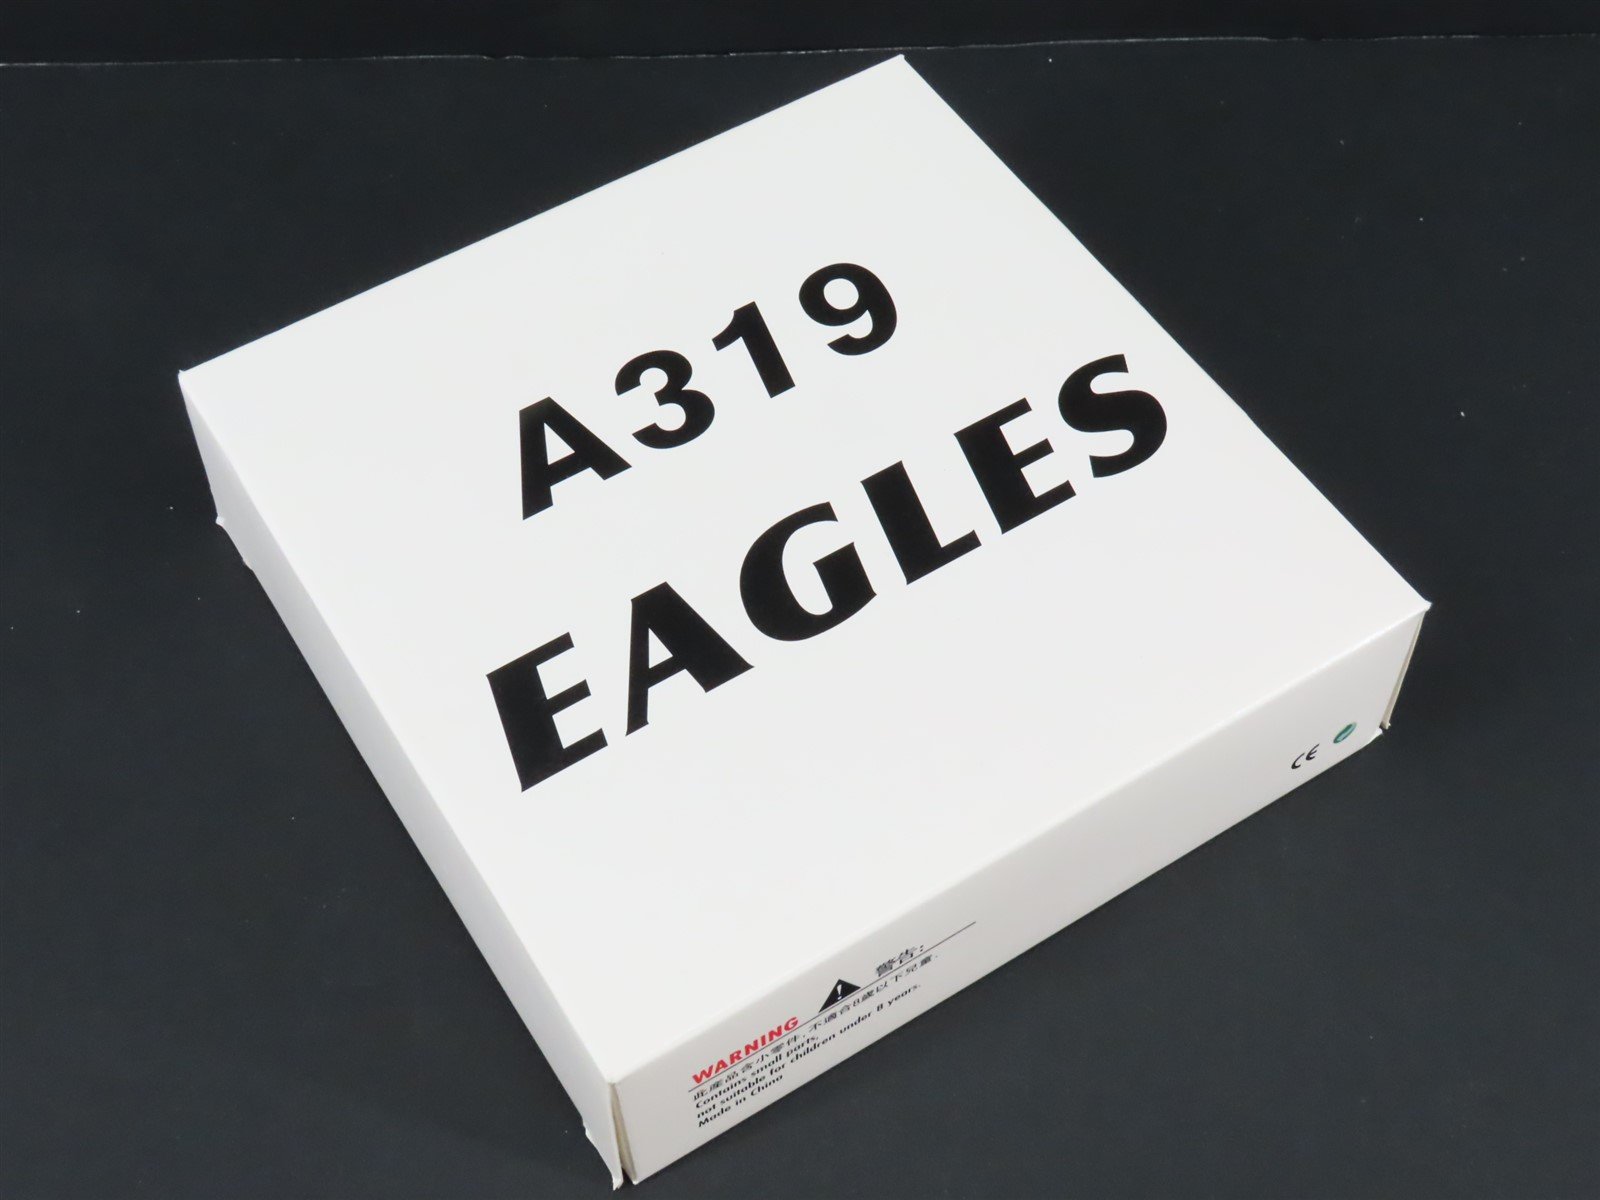 A319
EAGLES
CE
WARNING 警告:
此産品含小零件, 不適合8歲以下兒童.
Contains small parts,
not suitable for children under 8 years.
Made in China